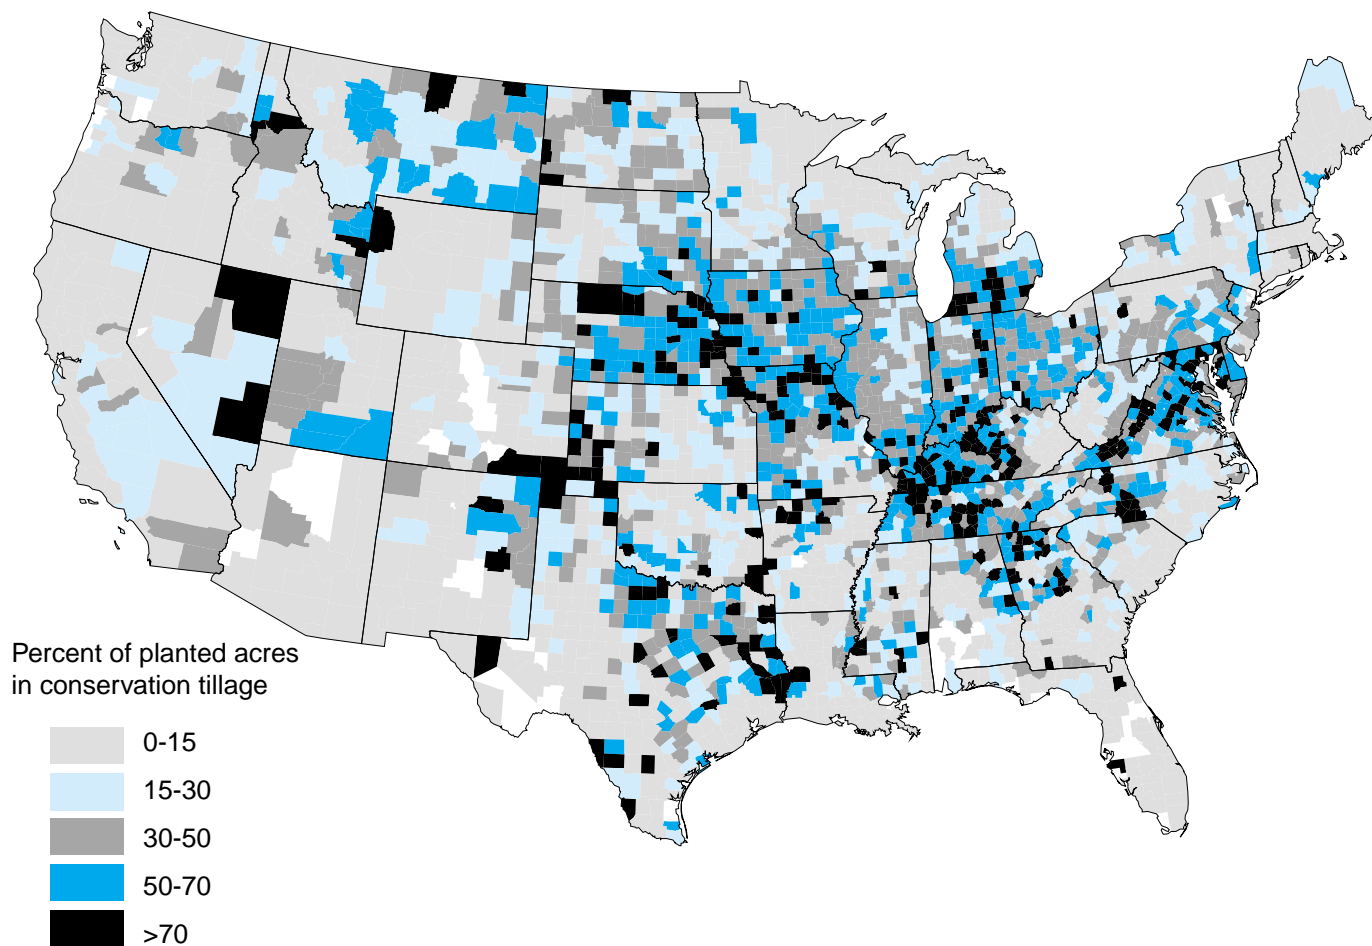 Percent of planted acres
in conservation tillage
0-15
15-30
30-50
50-70
>70